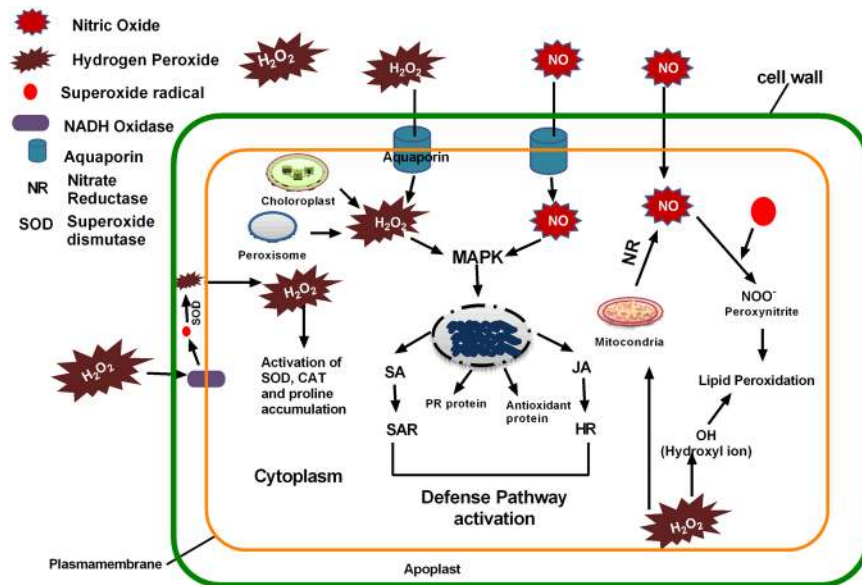 Nitric Oxide
Hydrogen Peroxide
Superoxide radical
NADH Oxidase
Aquaporin
NR Nitrate
Reductase
SOD Superoxide
dismutase
H2O2
H2O2
NO
NO
cell wall
Aquaporin
Choloroplast
H2O2
Peroxisome
NO
NO
MAPK
NR
SOD
H2O2
NOO-
Peroxynitrite
Mitocondria
H2O2
Activation of
SOD, CAT
and proline
accumulation
SA
JA
PR protein
Antioxidant
protein
Lipid Peroxidation
SAR
HR
OH
(Hydroxyl ion)
Cytoplasm
Defense Pathway
activation
H2O2
Plasmamembrane
Apoplast